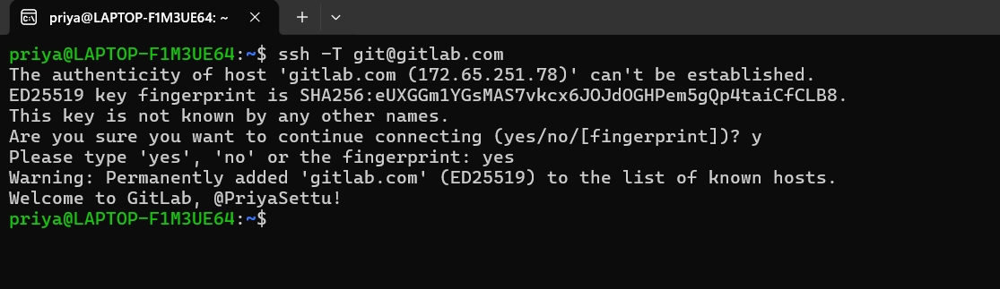 priya@LAPTOP-F1M3UE64: ~
priya@LAPTOP-F1M3UE64:~$ ssh -T git@gitlab.com
The authenticity of host 'gitlab.com (172.65.251.78)' can't be established.
ED25519 key fingerprint is SHA256:eUXGGm1YGsMAS7vkcx6JOJdOGHPem5gQp4taiCfCLB8.
This key is not known by any other names.
Are you sure you want to continue connecting (yes/no/[fingerprint])? y
Please type 'yes', 'no' or the fingerprint: yes
Warning: Permanently added 'gitlab.com' (ED25519) to the list of known hosts.
Welcome to GitLab, @PriyaSettu!
priya@LAPTOP-F1M3UE64:~$